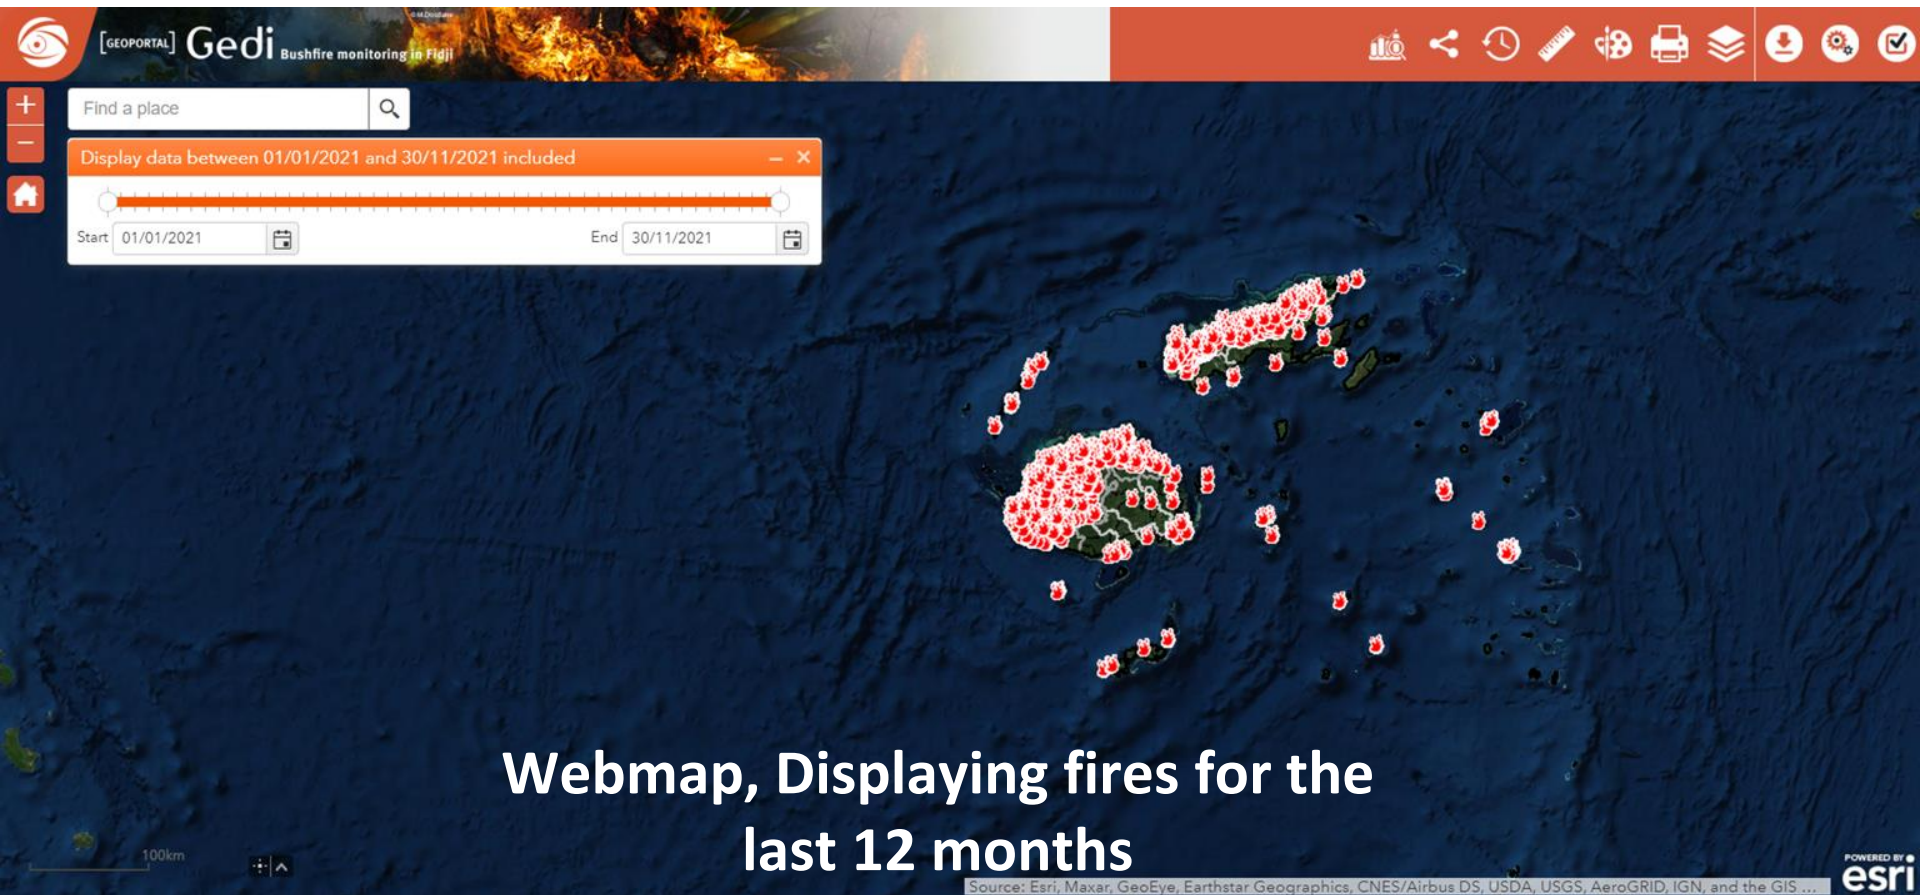 © M.Dosdane
[GEOPORTAL] Gedi Bushfire monitoring in Fidji
Find a place
Display data between 01/01/2021 and 30/11/2021 included
Start 01/01/2021 End 30/11/2021
Webmap, Displaying fires for the
last 12 months
100km
POWERED BY
esri
Source: Esri, Maxar, GeoEye, Earthstar Geographics, CNES/Airbus DS, USDA, USGS, AeroGRID, IGN, and the GIS ...